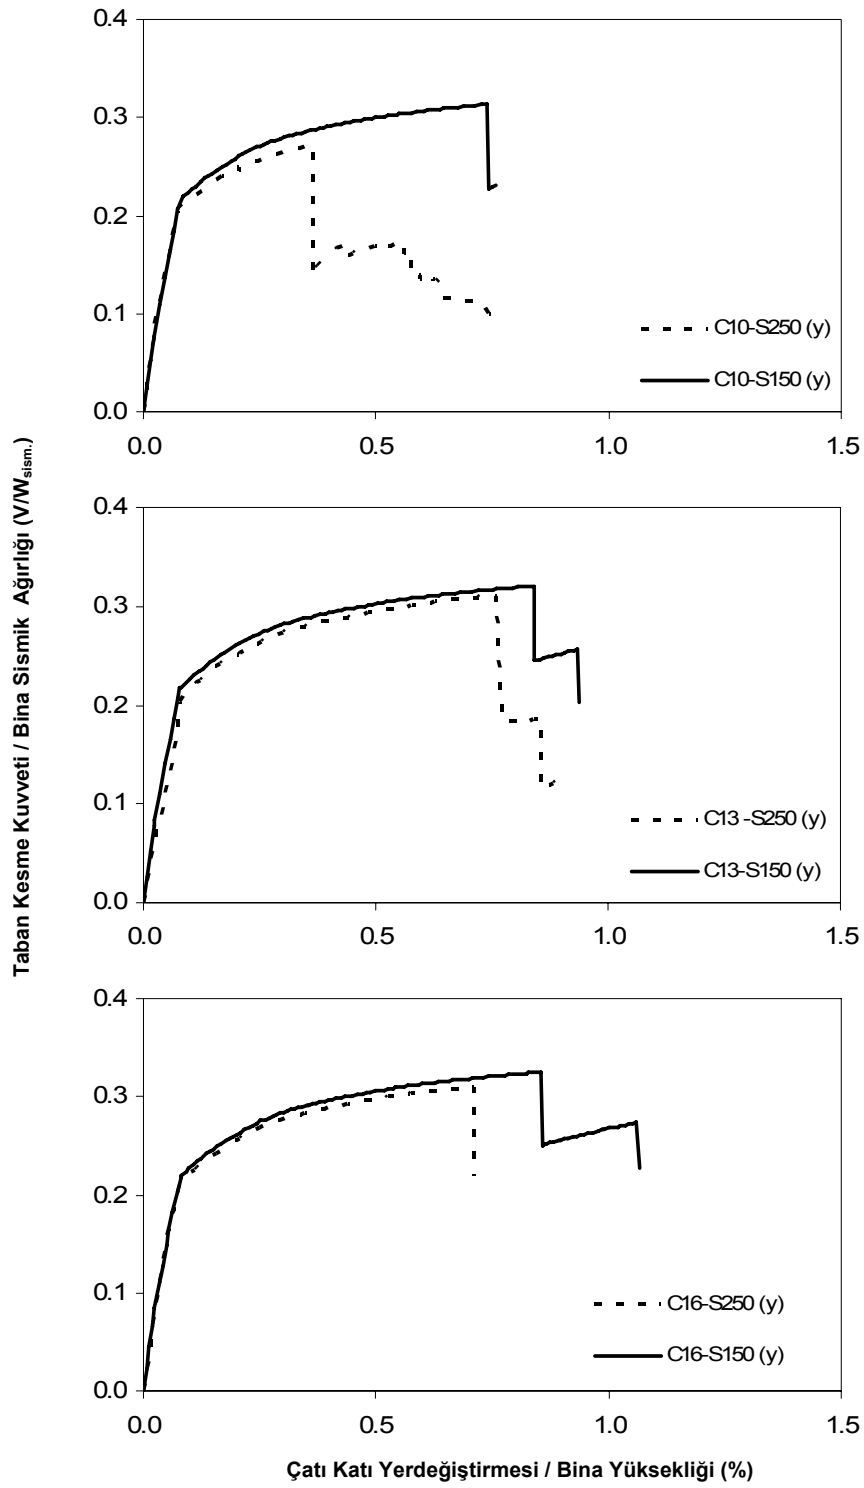 Taban Kesme Kuvveti / Bina Sismik Ağırlığı (V/Wsism.)
0.4
0.3
0.2
0.1
0.0
C10-S250 (y)
C10-S150 (y)
0.0 0.5 1.0 1.5
0.4
0.3
0.2
0.1
0.0
C13 -S250 (y)
C13-S150 (y)
0.0 0.5 1.0 1.5
0.4
0.3
0.2
0.1
0.0
C16-S250 (y)
C16-S150 (y)
0.0 0.5 1.0 1.5
Çatı Katı Yerdeğiştirmesi / Bina Yüksekliği (%)